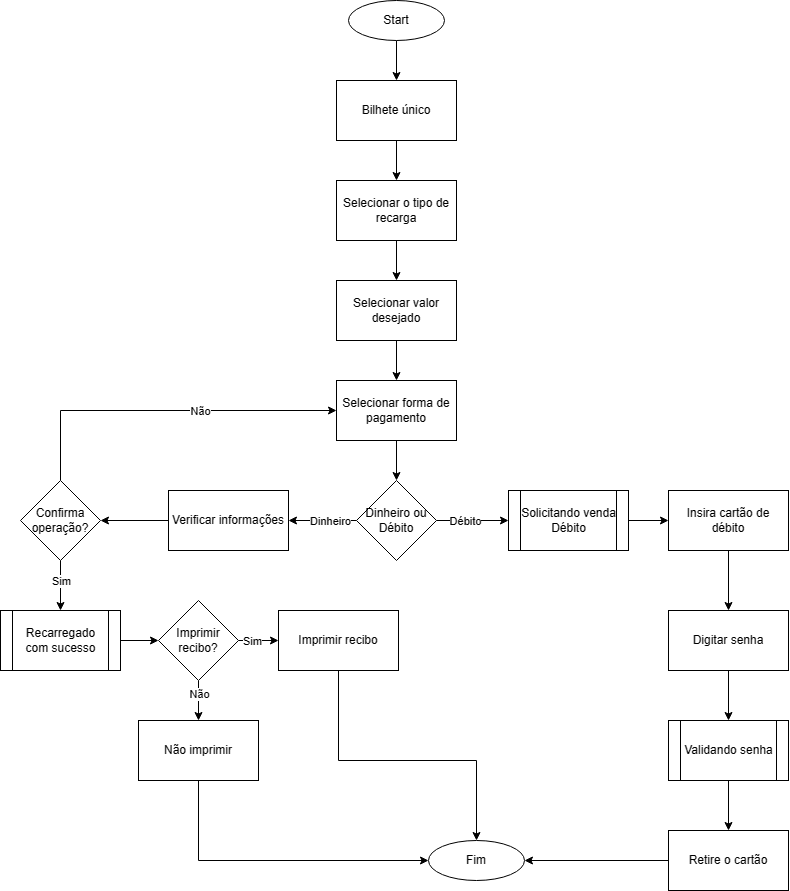 Start
Bilhete único
Selecionar o tipo de
recarga
Selecionar valor
desejado
Selecionar forma de
pagamento
Não
Confirma
operação?
Verificar informações
Dinheiro
Dinheiro ou
Débito
Débito
Solicitando venda
Débito
Insira cartão de
débito
Sim
Recarregado
com sucesso
Imprimir
recibo?
Sim
Imprimir recibo
Digitar senha
Não
Não imprimir
Validando senha
Fim
Retire o cartão